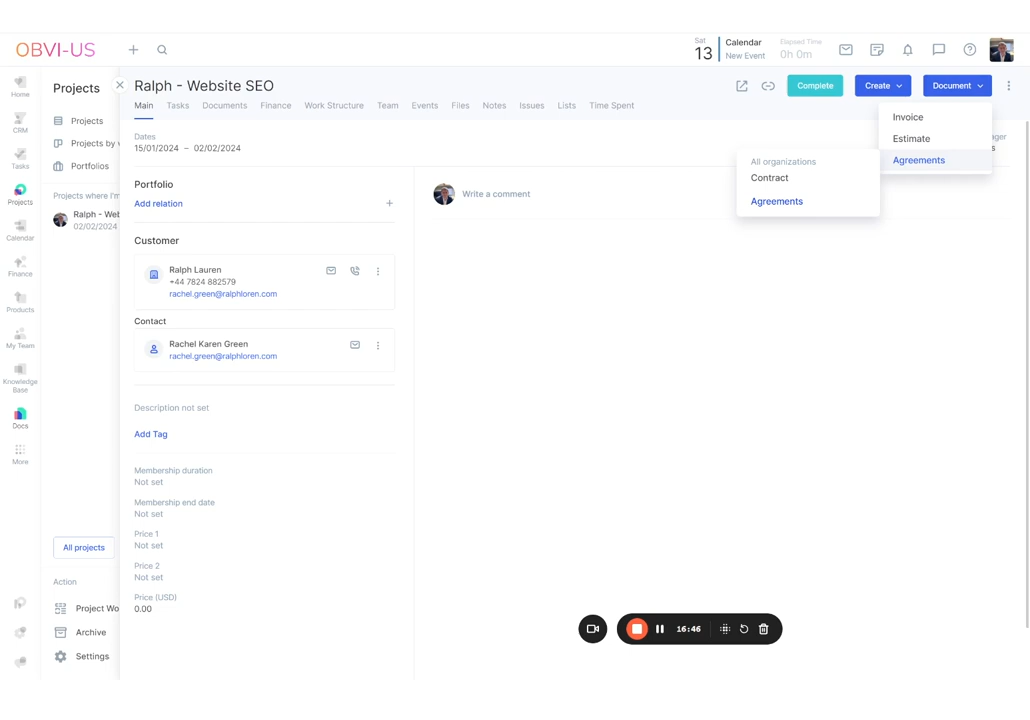 OBVI-US
Sat
13
Calendar
New Event
Elapsed Time
0h 0m
Home
CRM
Tasks
Projects
Calendar
Finance
Products
My Team
Knowledge
Base
Docs
More
Projects
Projects
Projects by
Portfolios
Projects where I'm
Ralph - Web
02/02/2024
All projects
Action
Project Wo
Archive
Settings
Ralph - Website SEO
Complete
Create
Document
Main
Tasks
Documents
Finance
Work Structure
Team
Events
Files
Notes
Issues
Lists
Time Spent
Invoice
Estimate
Agreements
All organizations
Contract
Agreements
Dates
15/01/2024 – 02/02/2024
Portfolio
Add relation
Write a comment
Customer
Ralph Lauren
+44 7824 882579
rachel.green@ralphloren.com
Contact
Rachel Karen Green
rachel.green@ralphloren.com
Description not set
Add Tag
Membership duration
Not set
Membership end date
Not set
Price 1
Not set
Price 2
Not set
Price (USD)
0.00
16:46